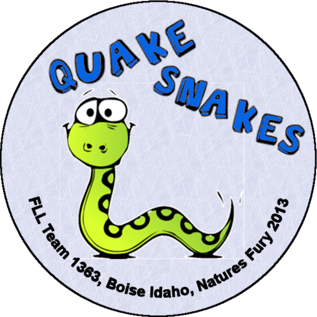 QUAKE
SNAKES
FLL Team 1363, Boise Idaho, Natures Fury 2013